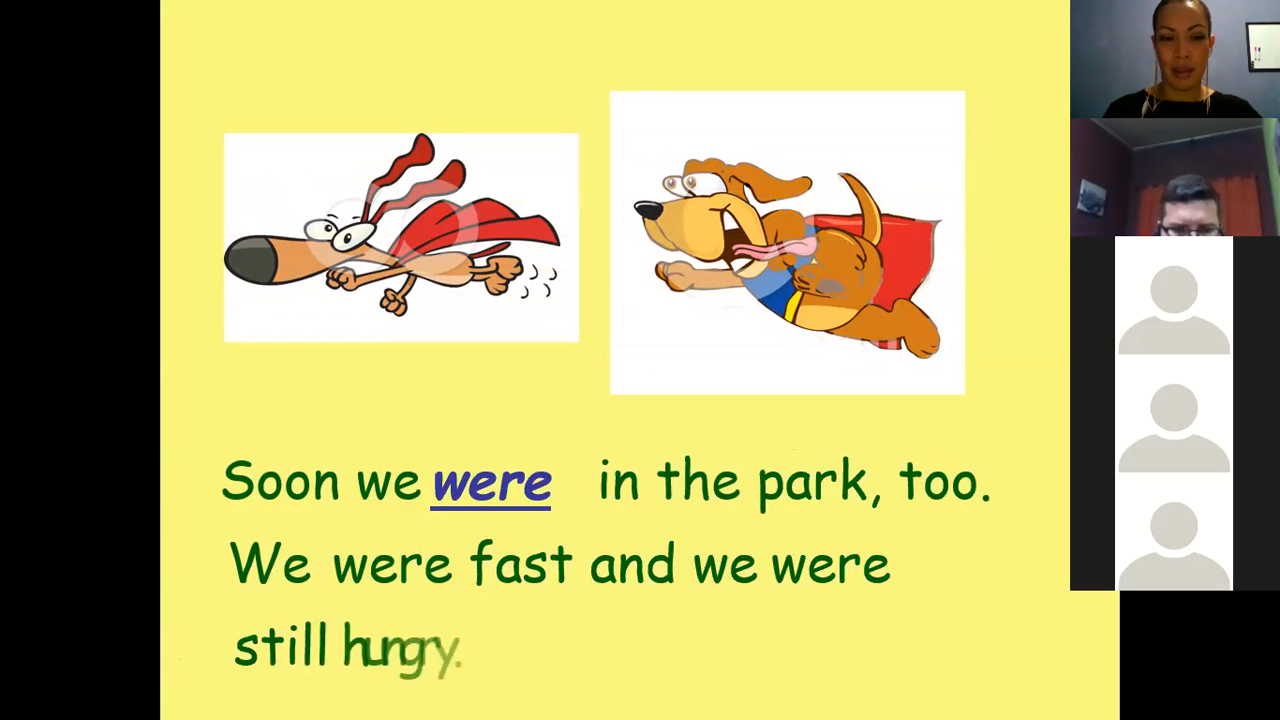 Soon we were in the park, too.
We were fast and we were
still hungry.